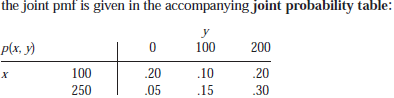 the joint pmf is given in the accompanying joint probability table:
y
p(x, y) 0 100 200
x 100 .20 .10 .20
250 .05 .15 .30